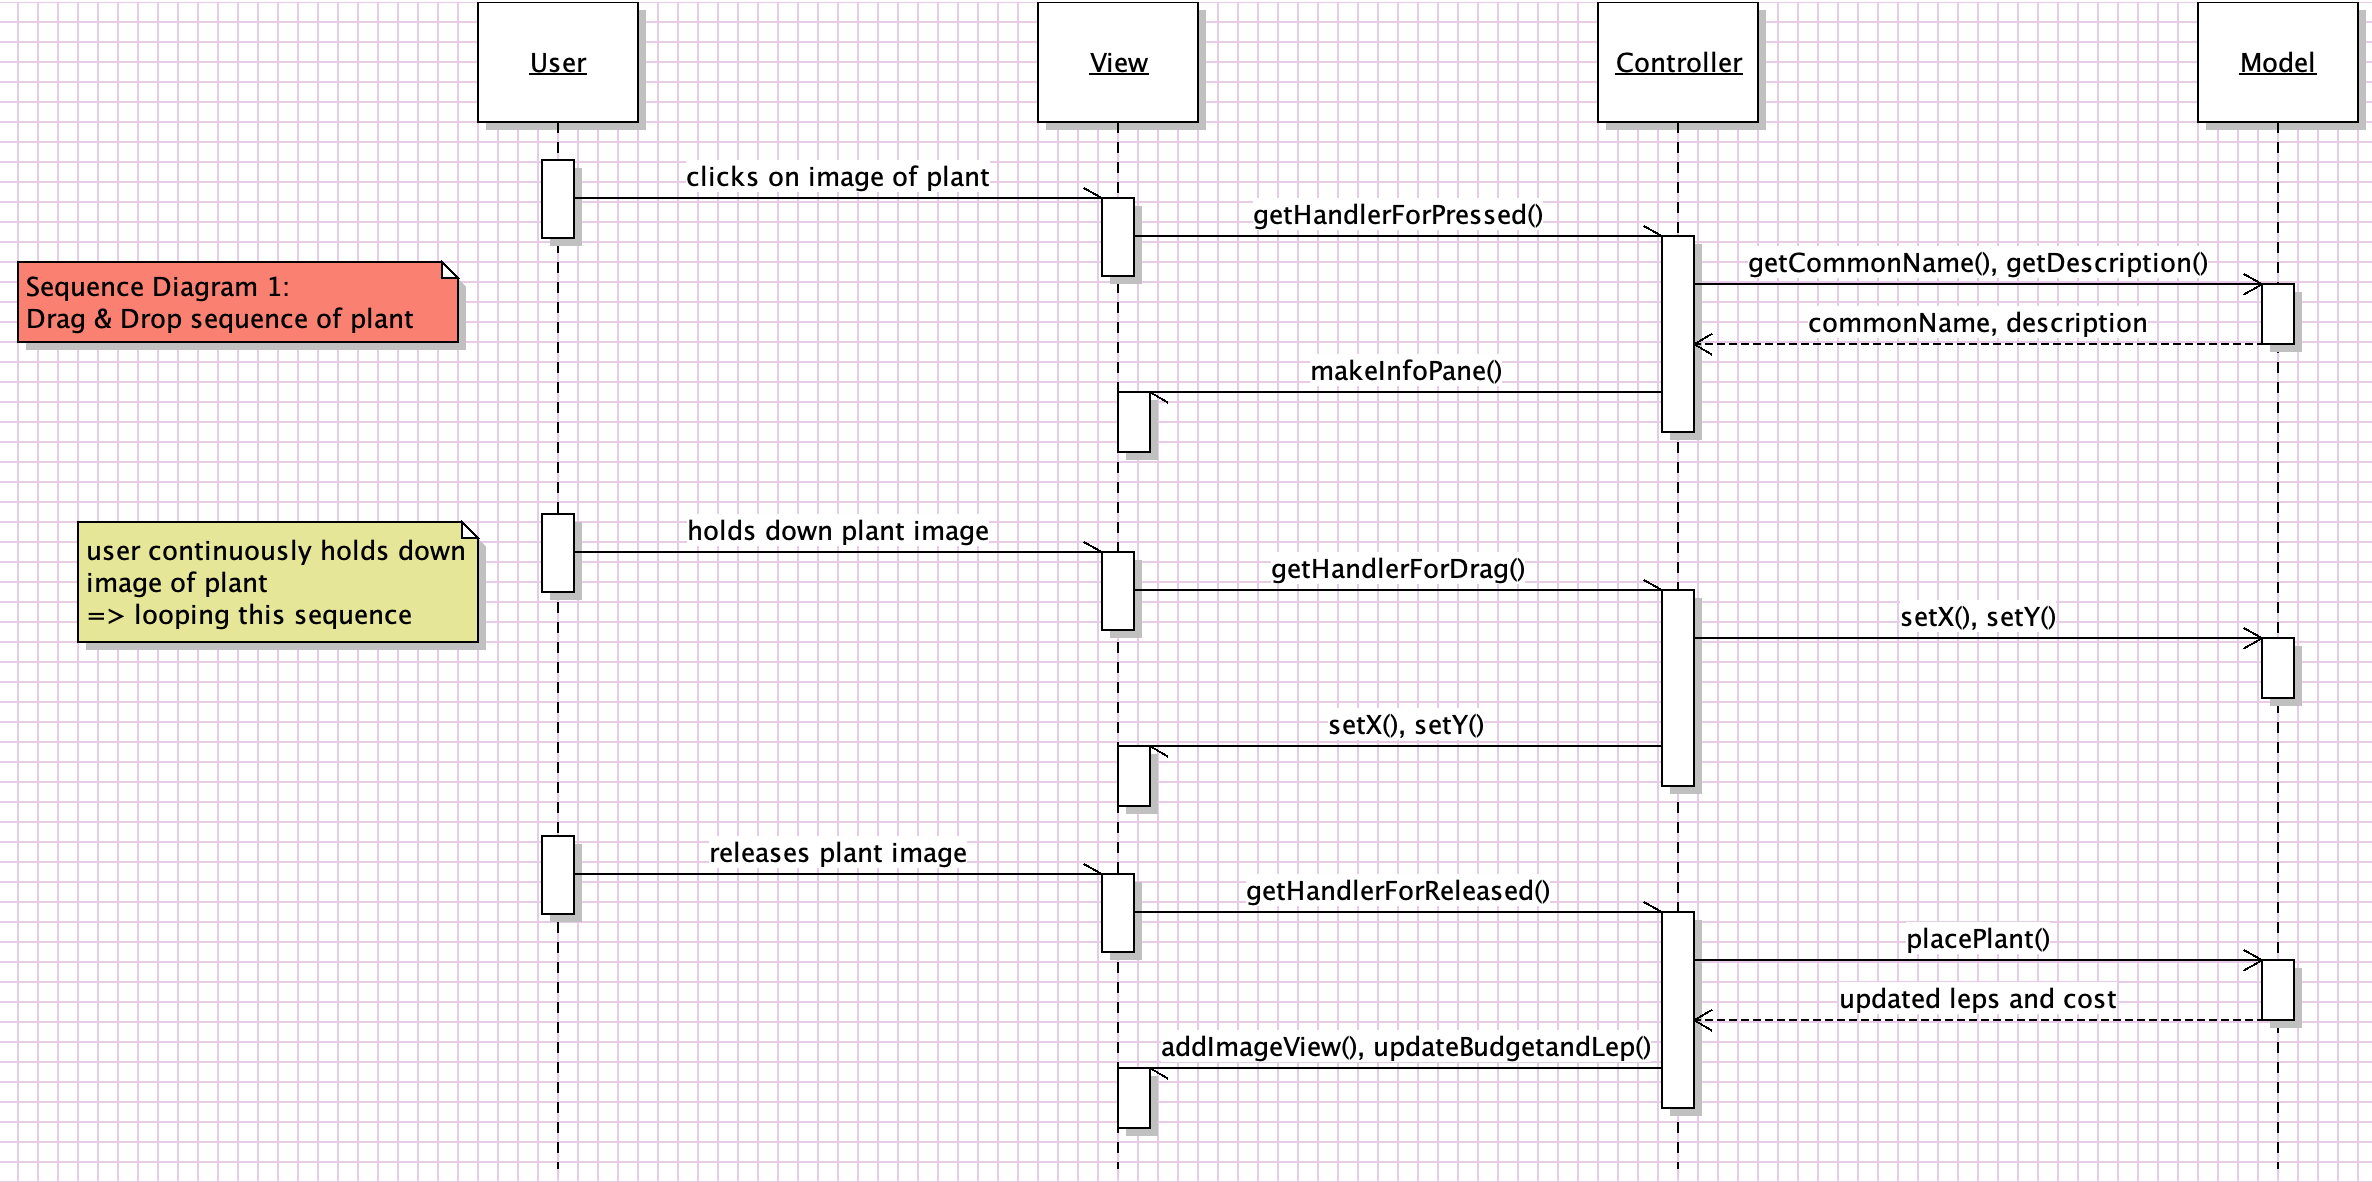 User
View
Controller
Model
clicks on image of plant
getHandlerForPressed()
getCommonName(), getDescription()
Sequence Diagram 1:
Drag & Drop sequence of plant
commonName, description
makeInfoPane()
holds down plant image
user continuously holds down
image of plant
=> looping this sequence
getHandlerForDrag()
setX(), setY()
setX(), setY()
releases plant image
getHandlerForReleased()
placePlant()
updated leps and cost
addImageView(), updateBudgetandLep()